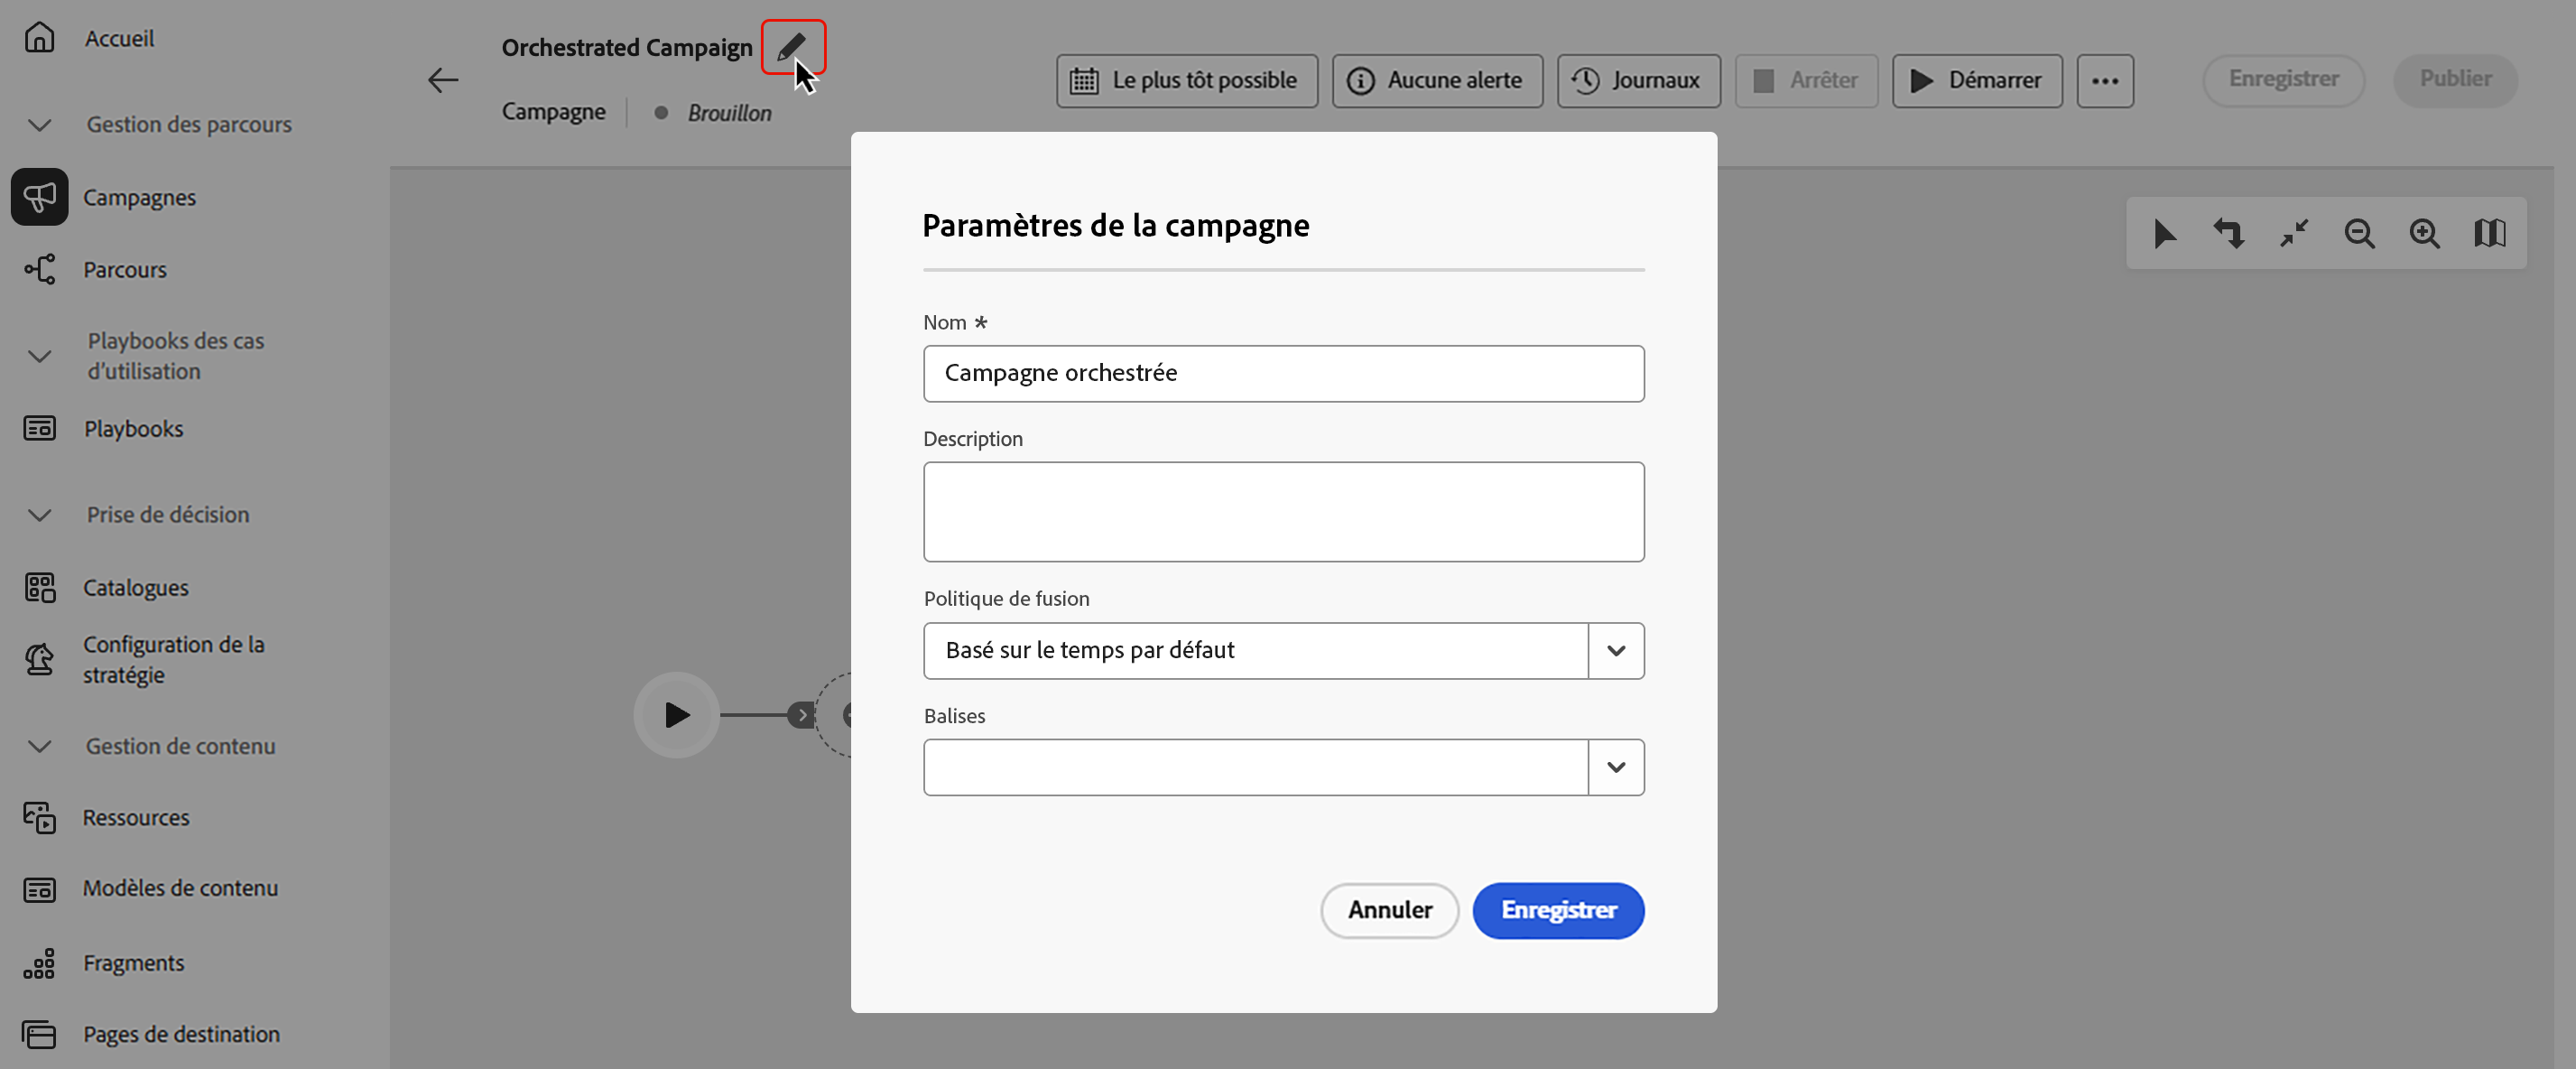 Accueil
Gestion des parcours
Campagnes
Parcours
Playbooks des cas
d’utilisation
Playbooks
Prise de décision
Catalogues
Configuration de la
stratégie
Gestion de contenu
Ressources
Modèles de contenu
Fragments
Pages de destination
Orchestrated Campaign
Campagne
Brouillon
Le plus tôt possible
Aucune alerte
Journaux
Arrêter
Démarrer
Enregistrer
Publier
Paramètres de la campagne
Nom *
Campagne orchestrée
Description
Politique de fusion
Basé sur le temps par défaut
Balises
Annuler
Enregistrer